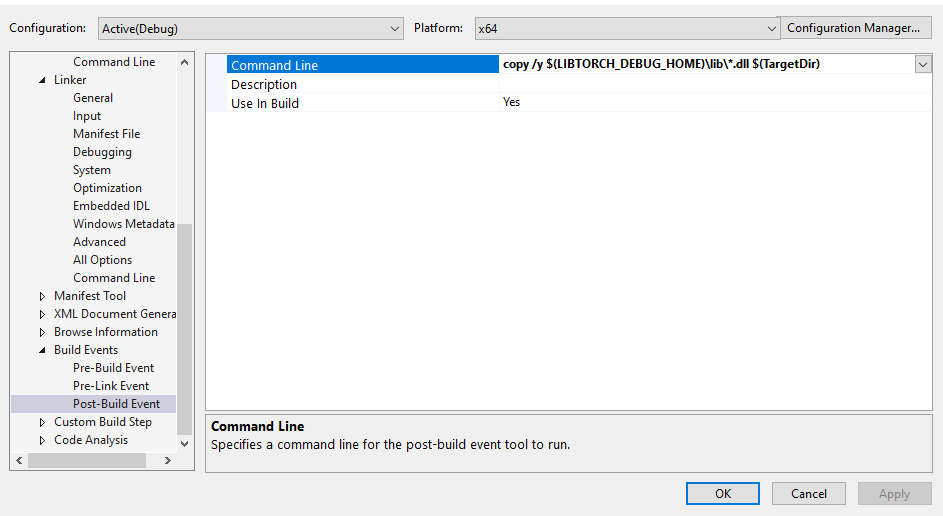 Configuration: Active(Debug) Platform: x64 Configuration Manager...
Command Line
Linker
General
Input
Manifest File
Debugging
System
Optimization
Embedded IDL
Windows Metadata
Advanced
All Options
Command Line
Manifest Tool
XML Document Genera
Browse Information
Build Events
Pre-Build Event
Pre-Link Event
Post-Build Event
Custom Build Step
Code Analysis
Command Line copy /y $(LIBTORCH_DEBUG_HOME)\lib\*.dll $(TargetDir)
Description
Use In Build Yes
Command Line
Specifies a command line for the post-build event tool to run.
OK Cancel Apply